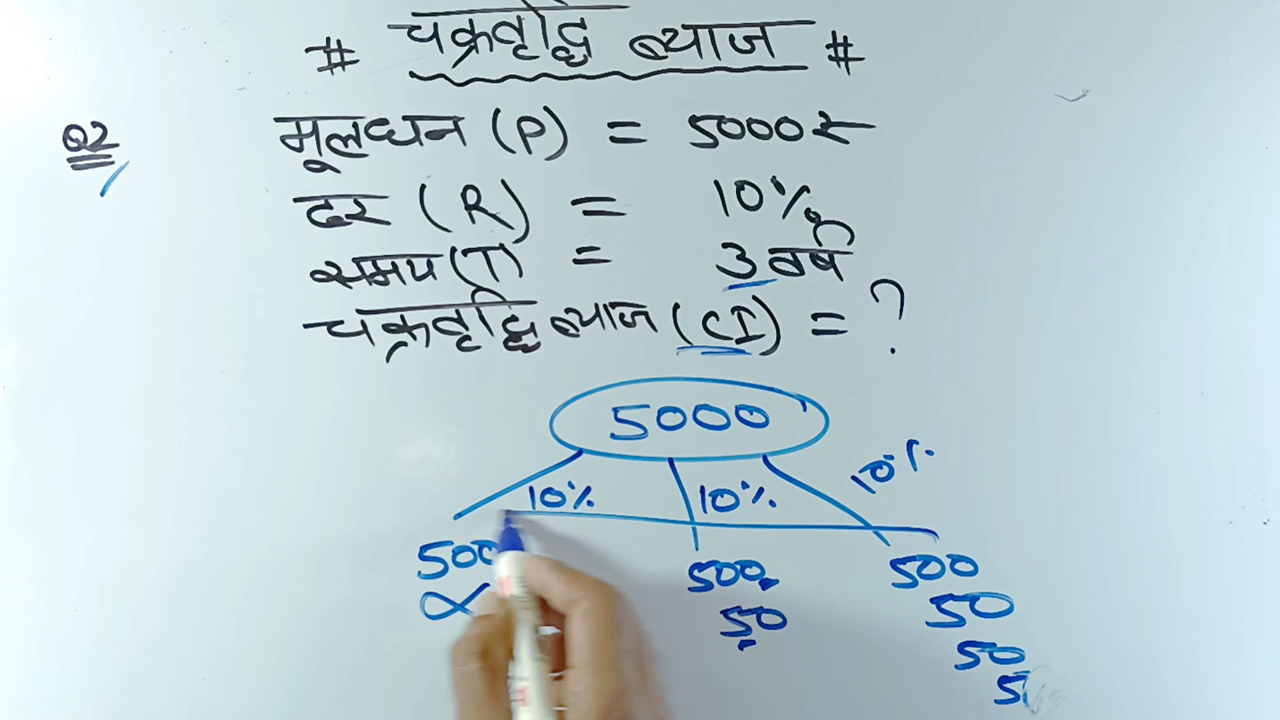 # चक्रवृद्धि ब्याज #
Q2 मूलधन (P) = 5000₹
दर (R) = 10%
समय (T) = 3 वर्ष
चक्रवृद्धि ब्याज (CI) = ?
5000
10% 10% 10%
500 500 500
50 50
50
5